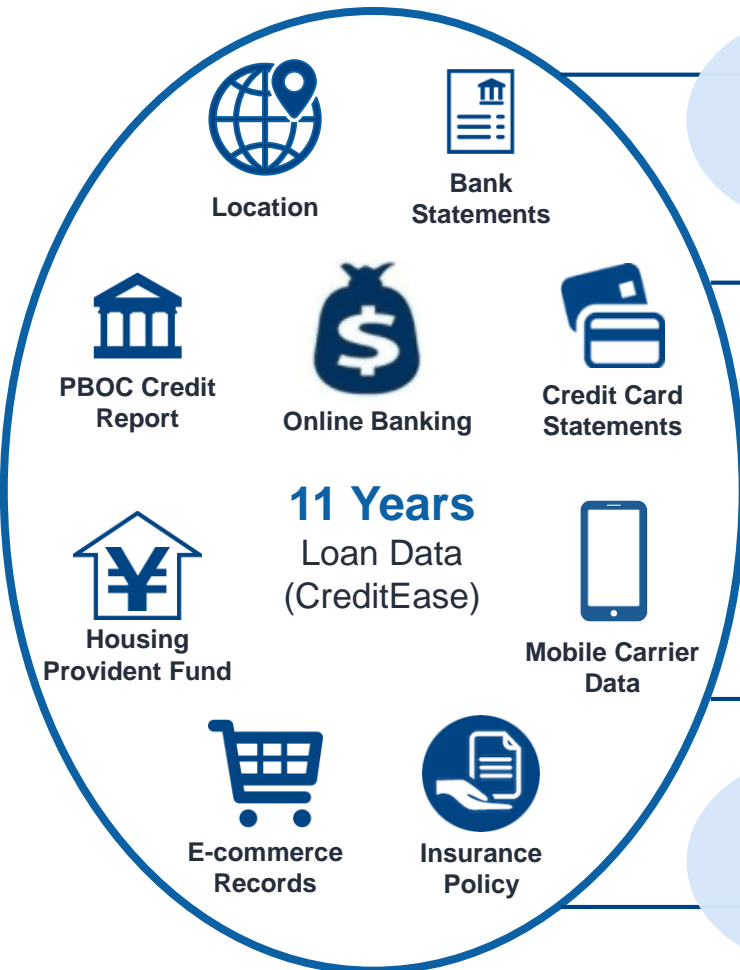 Location
Bank
Statements
PBOC Credit
Report
$
Online Banking
Credit Card
Statements
11 Years
Loan Data
(CreditEase)
¥
Housing
Provident Fund
Mobile Carrier
Data
E-commerce
Records
Insurance
Policy